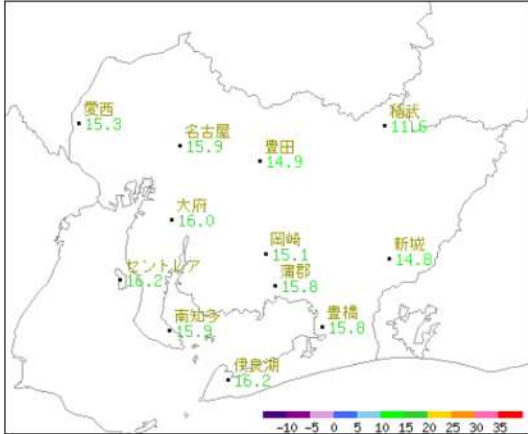 愛西
15.3
稲武
11.6
名古屋
15.9
豊田
14.9
大府
16.0
岡崎
15.1
新城
14.8
セントレア
16.2
蒲郡
15.8
南知多
15.9
豊橋
15.8
伊良湖
16.2
-10 -5 0 5 10 15 20 25 30 35